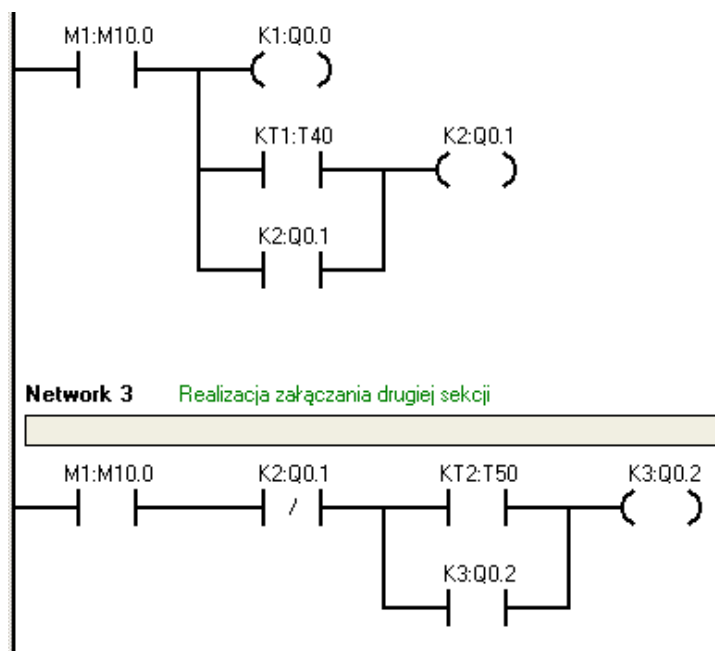 M1:M10.0 K1:Q0.0
KT1:T40 K2:Q0.1
K2:Q0.1
Network 3 Realizacja załączania drugiej sekcji
M1:M10.0 K2:Q0.1 KT2:T50 K3:Q0.2
/
K3:Q0.2